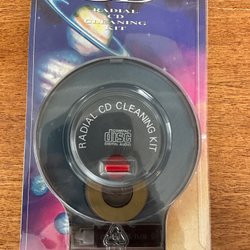 RADIAL
CD
CLEANING
KIT
RADIAL CD CLEANING KIT
COMPACT
disc
DIGITAL AUDIO